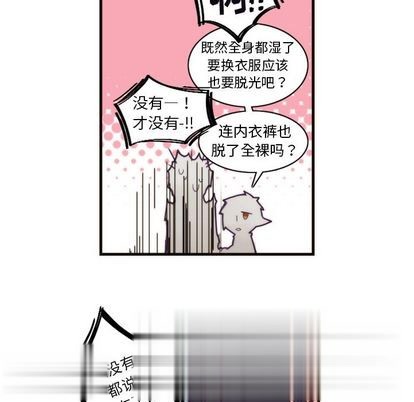 啊!!
既然全身都湿了
要换衣服应该
也要脱光吧？
没有—！
才没有-!!
连内衣裤也
脱了全裸吗？
没有
都说